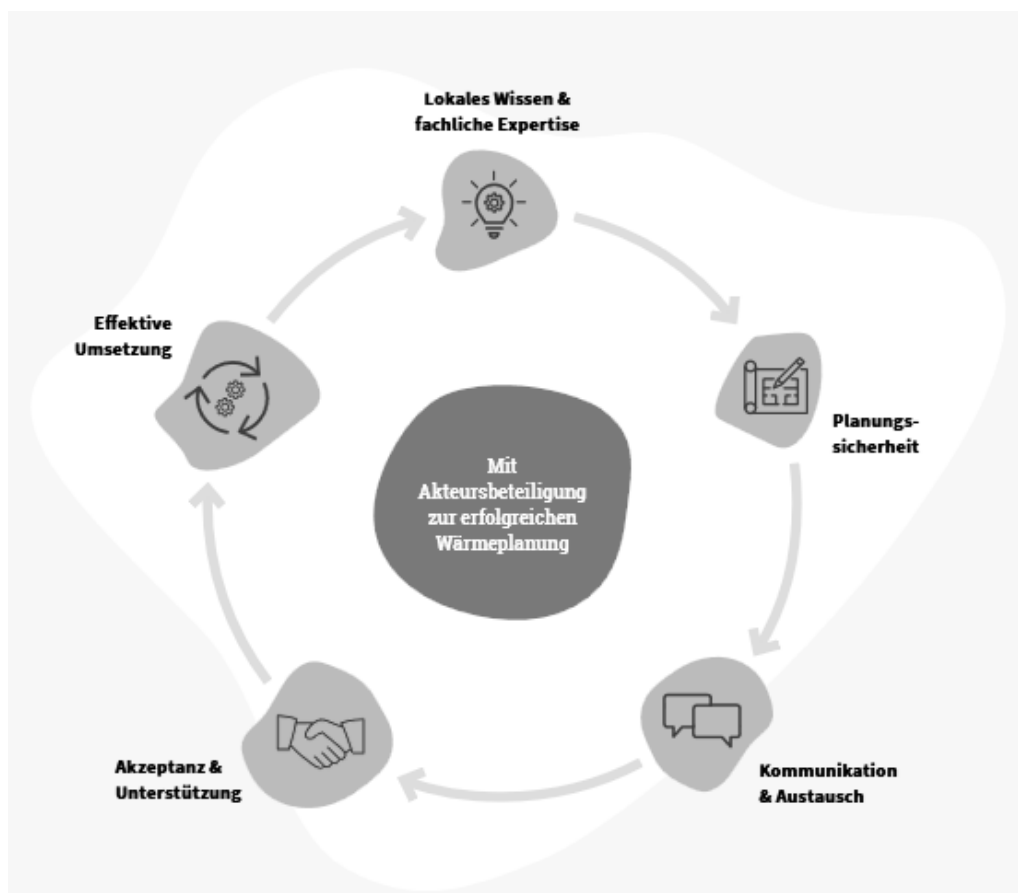 Lokales Wissen &
fachliche Expertise
Planungs-
sicherheit
Kommunikation
& Austausch
Akzeptanz &
Unterstützung
Effektive
Umsetzung
Mit
Akteursbeteiligung
zur erfolgreichen
Wärmeplanung